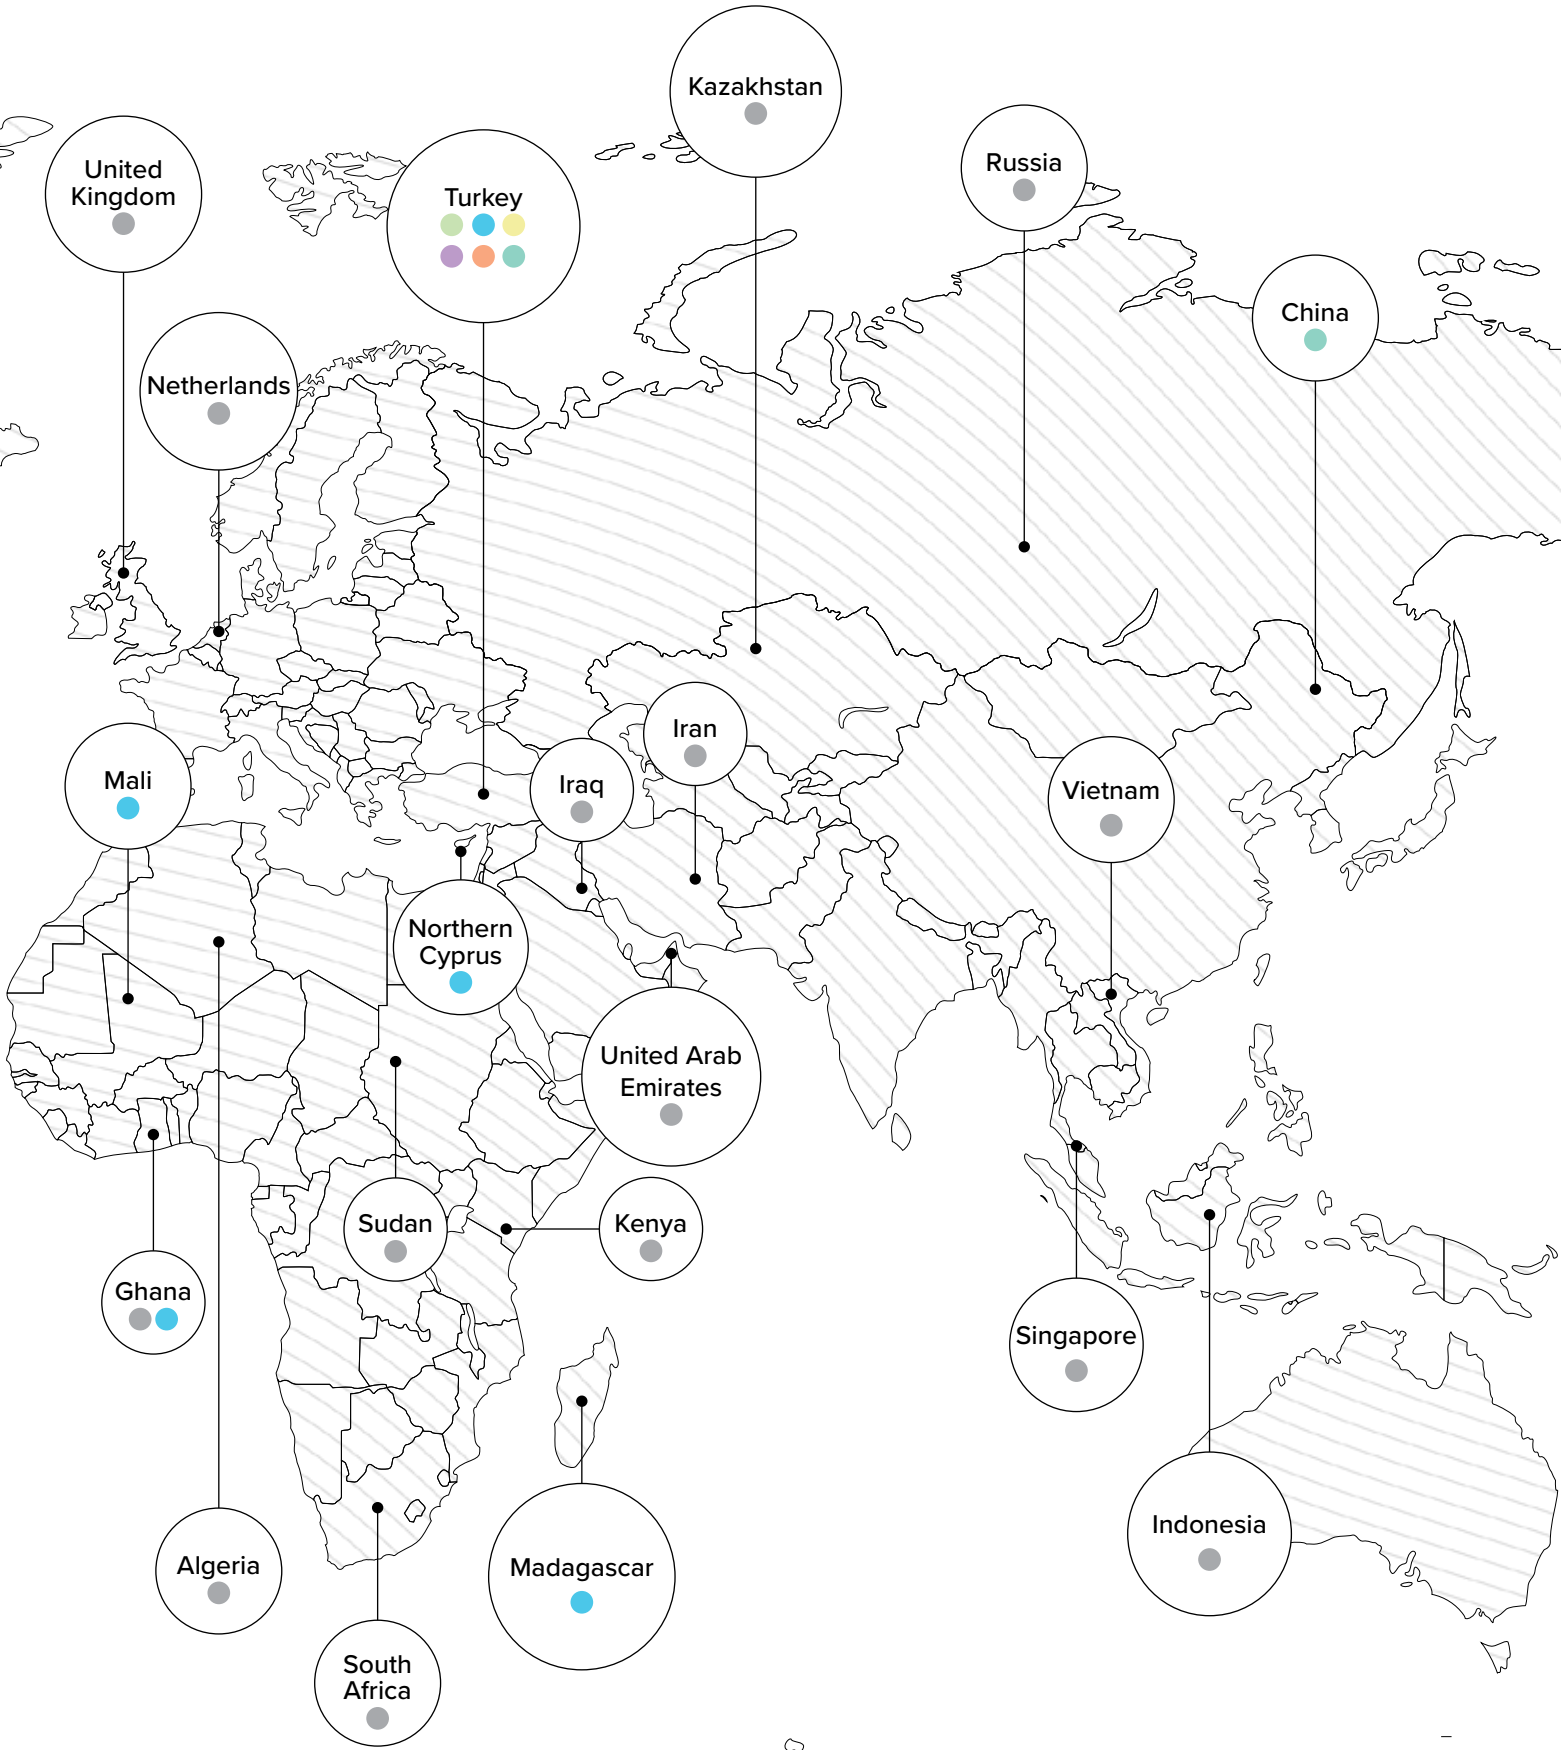 Kazakhstan
Russia
United
Kingdom
Turkey
China
Netherlands
Iran
Mali
Iraq
Vietnam
Northern
Cyprus
United Arab
Emirates
Sudan
Kenya
Ghana
Singapore
Indonesia
Algeria
Madagascar
South
Africa